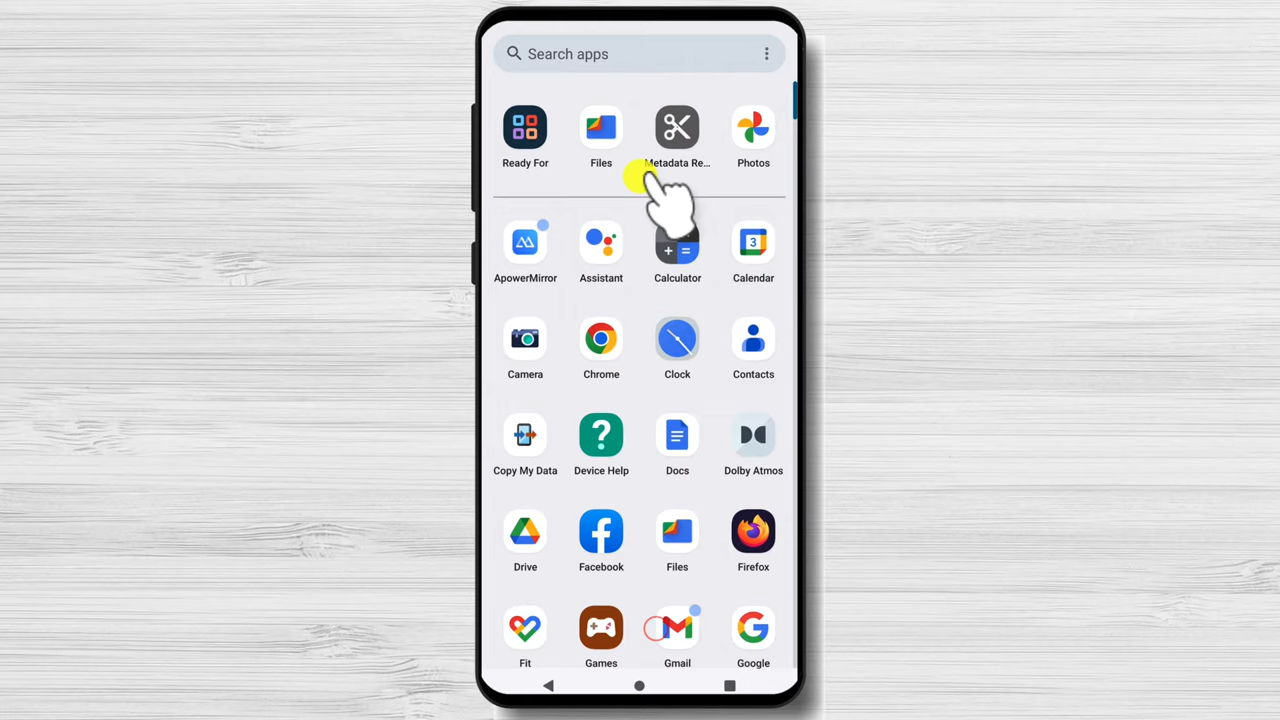 Search apps
Ready For
Files
Metadata Re...
Photos
ApowerMirror
Assistant
Calculator
3
Calendar
Camera
Chrome
Clock
Contacts
Copy My Data
?
Device Help
Docs
Dolby Atmos
Drive
Facebook
Files
Firefox
Fit
Games
Gmail
Google